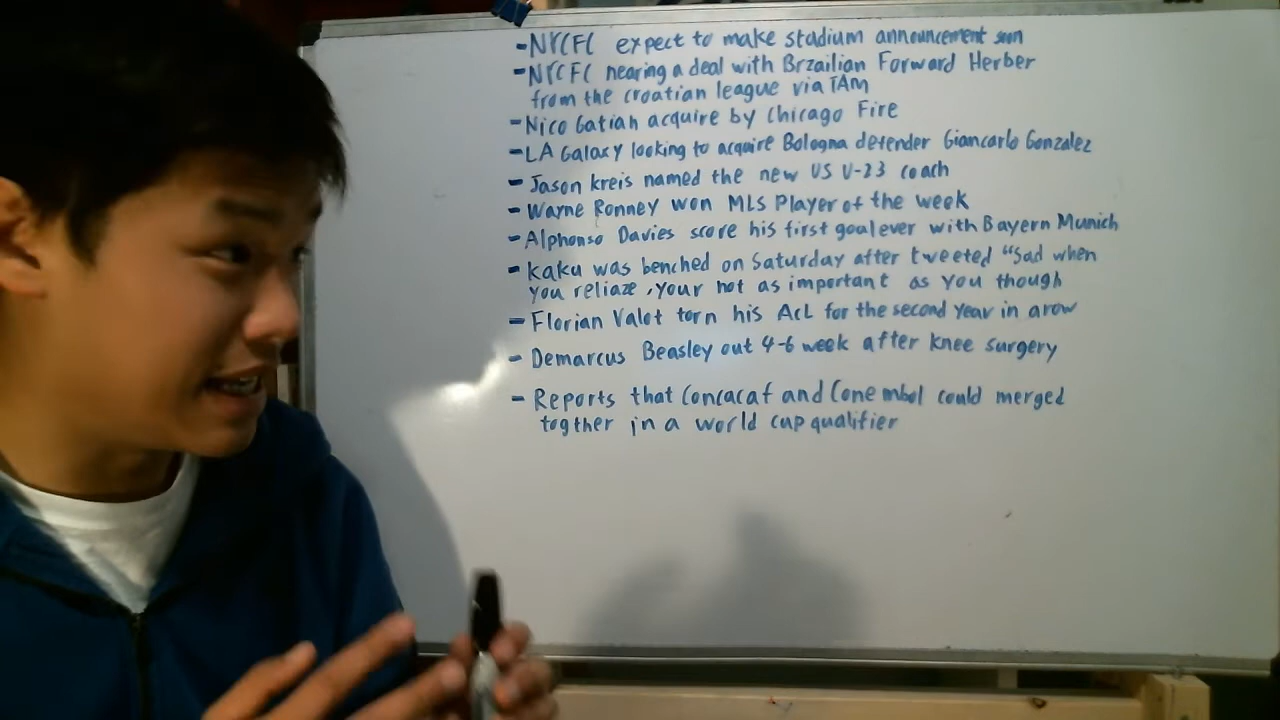 -NYCFC expect to make stadium announcement soon
-NYCFC nearing a deal with Brzailian Forward Herber
from the croatian league via TAM
-Nico Gatian acquire by Chicago Fire
-LA Galaxy looking to acquire Bologna defender Giancarlo Gonzalez
- Jason kreis named the new US U-23 coach
- Wayne Ronney won MLS Player of the week
- Alphonso Davies score his first goal ever with Bayern Munich
- kaku was benched on Saturday after tweeted "Sad when
you reliaze, your not as important as you though
- Florian Valot torn his ACL for the second year in arow
- Demarcus Beasley out 4-6 week after knee surgery
- Reports that Concacaf and Conembol could merged
togther in a world cup qualifier